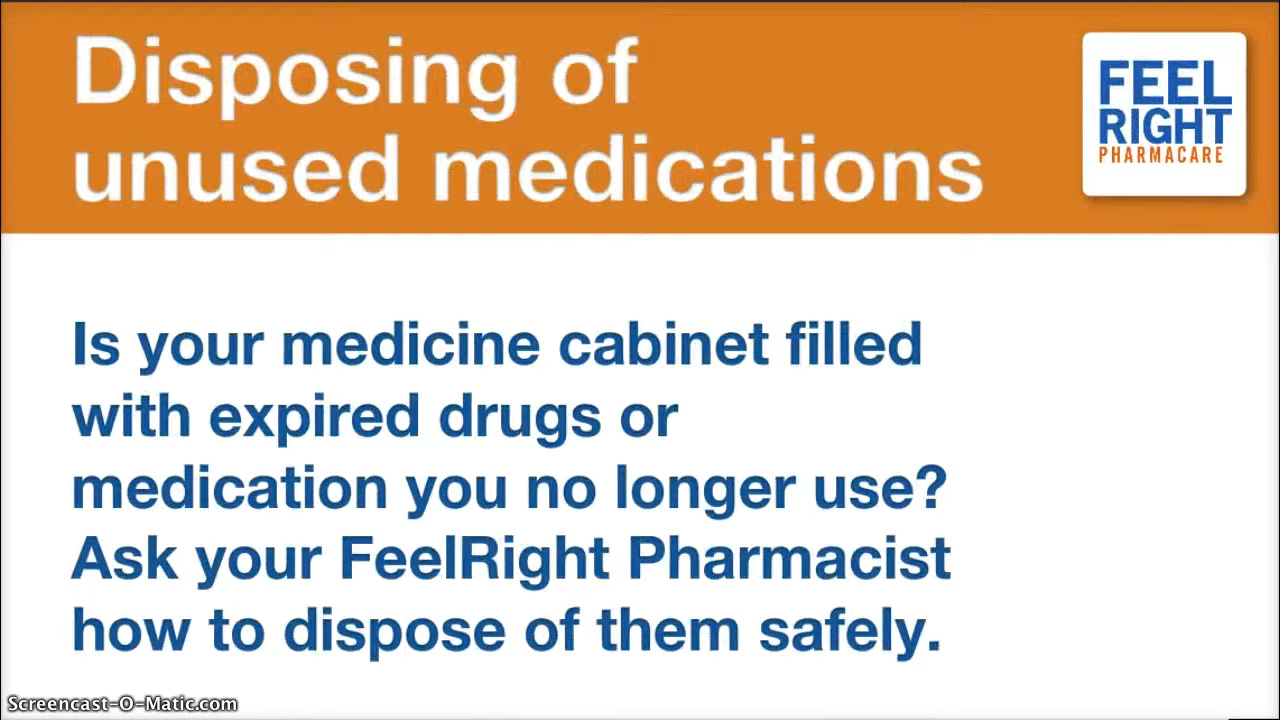 Disposing of
unused medications
FEEL
RIGHT
PHARMACARE
Is your medicine cabinet filled
with expired drugs or
medication you no longer use?
Ask your FeelRight Pharmacist
how to dispose of them safely.
Screencast-O-Matic.com